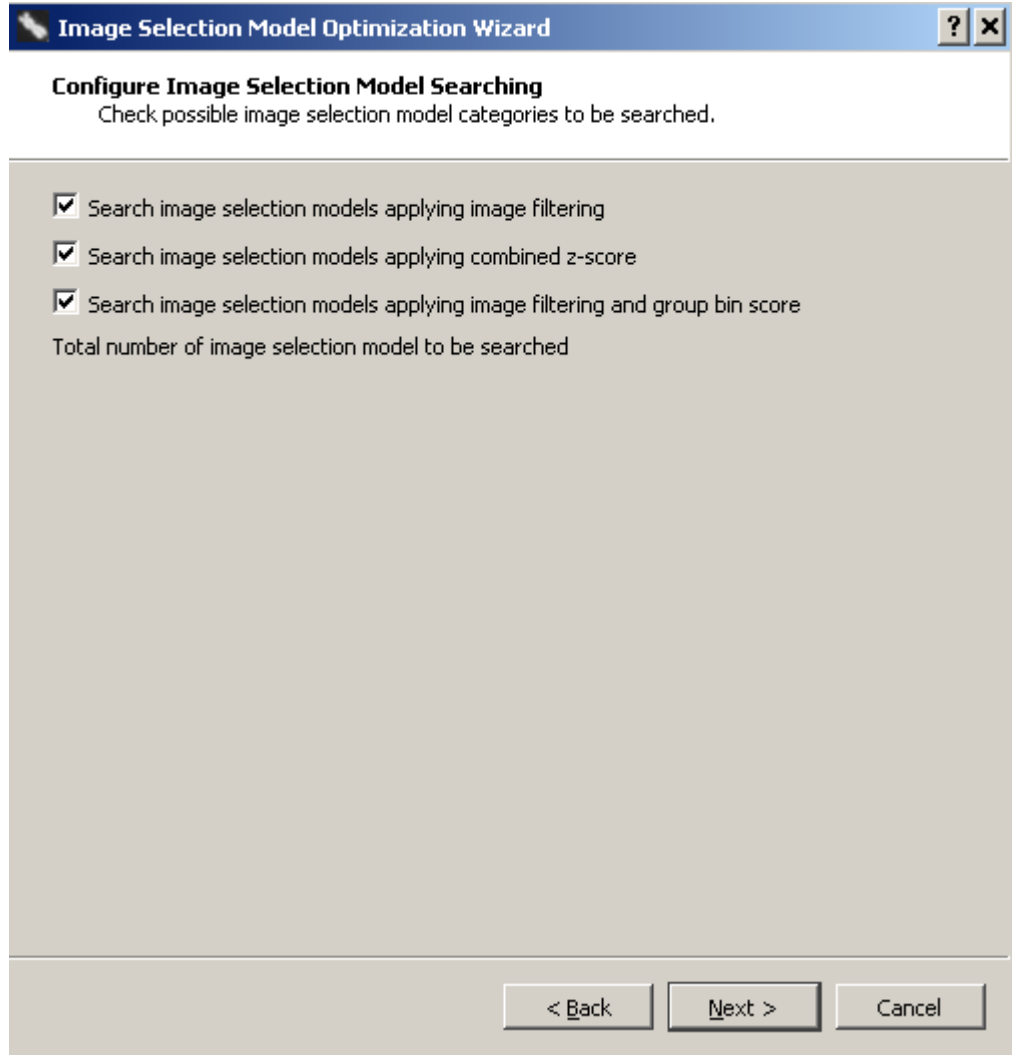 Image Selection Model Optimization Wizard
Configure Image Selection Model Searching
Check possible image selection model categories to be searched.
Search image selection models applying image filtering
Search image selection models applying combined z-score
Search image selection models applying image filtering and group bin score
Total number of image selection model to be searched
< Back Next > Cancel